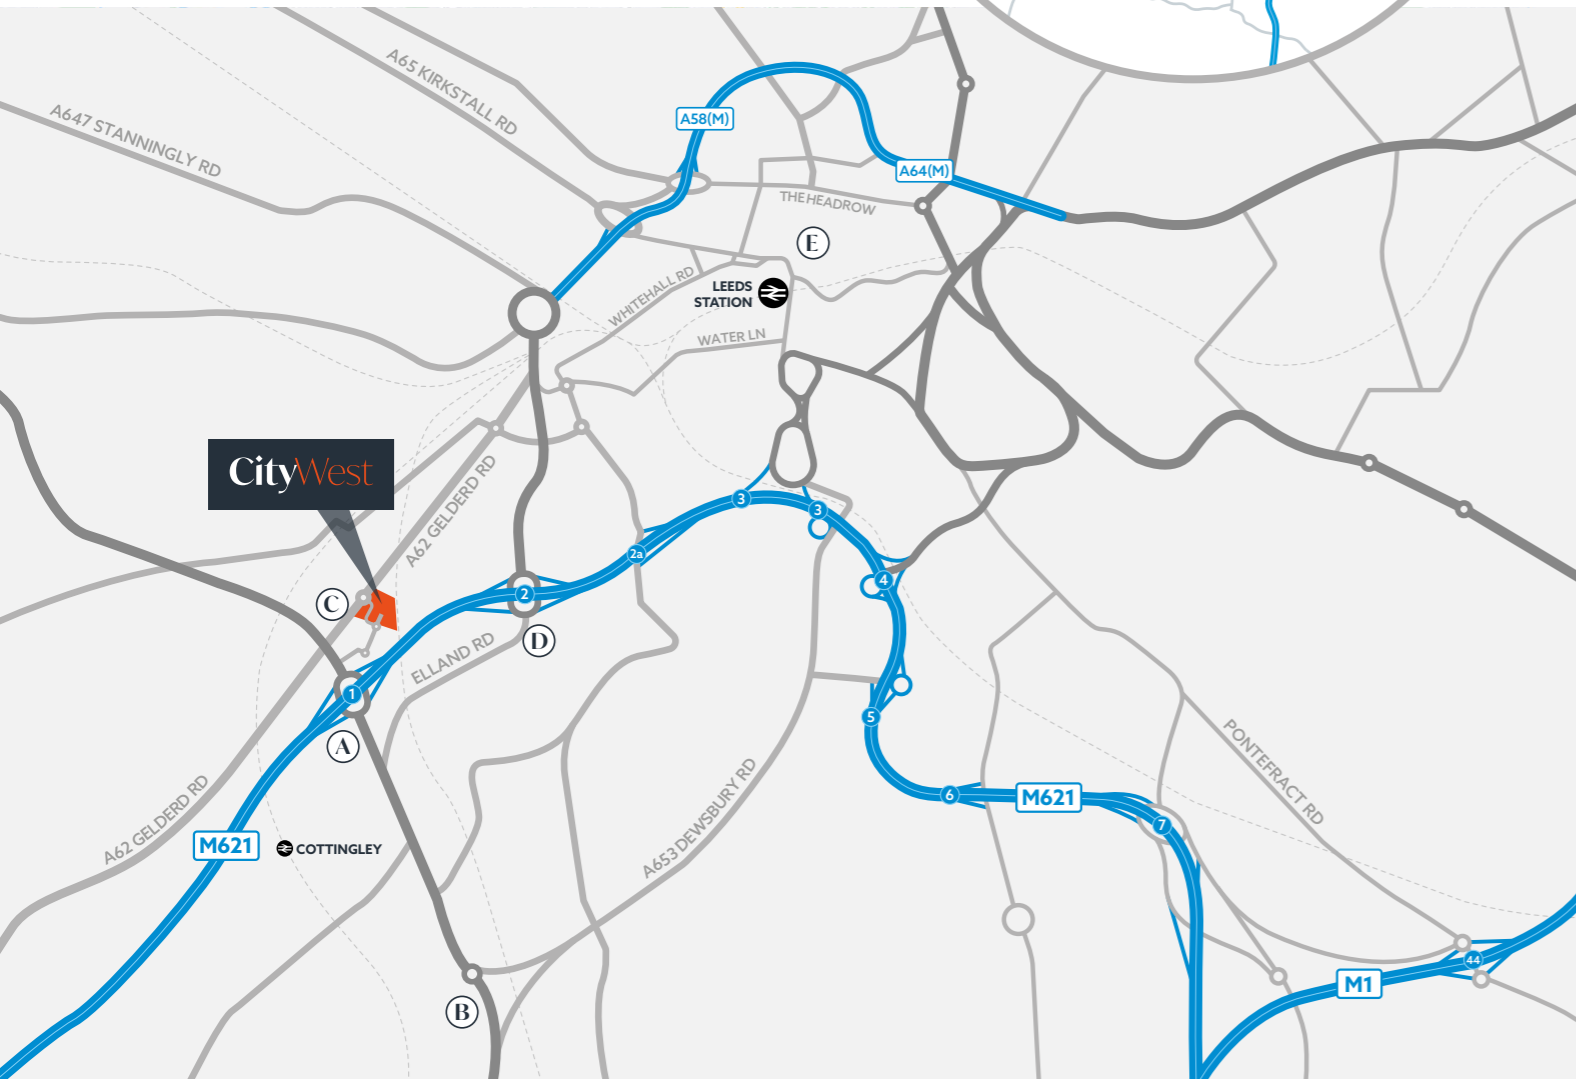 A65 KIRKSTALL RD
A58(M)
A647 STANNINGLY RD
A64(M)
THE HEADROW
E
WHITEHALL RD
LEEDS
STATION
WATER LN
CityWest
A62 GELDERD RD
3
3
2a
4
2
C
D
ELLAND RD
1
5
A
PONTEFRACT RD
A653 DEWSBURY RD
6
M621
7
A62 GELDERD RD
M621
COTTINGLEY
44
M1
B